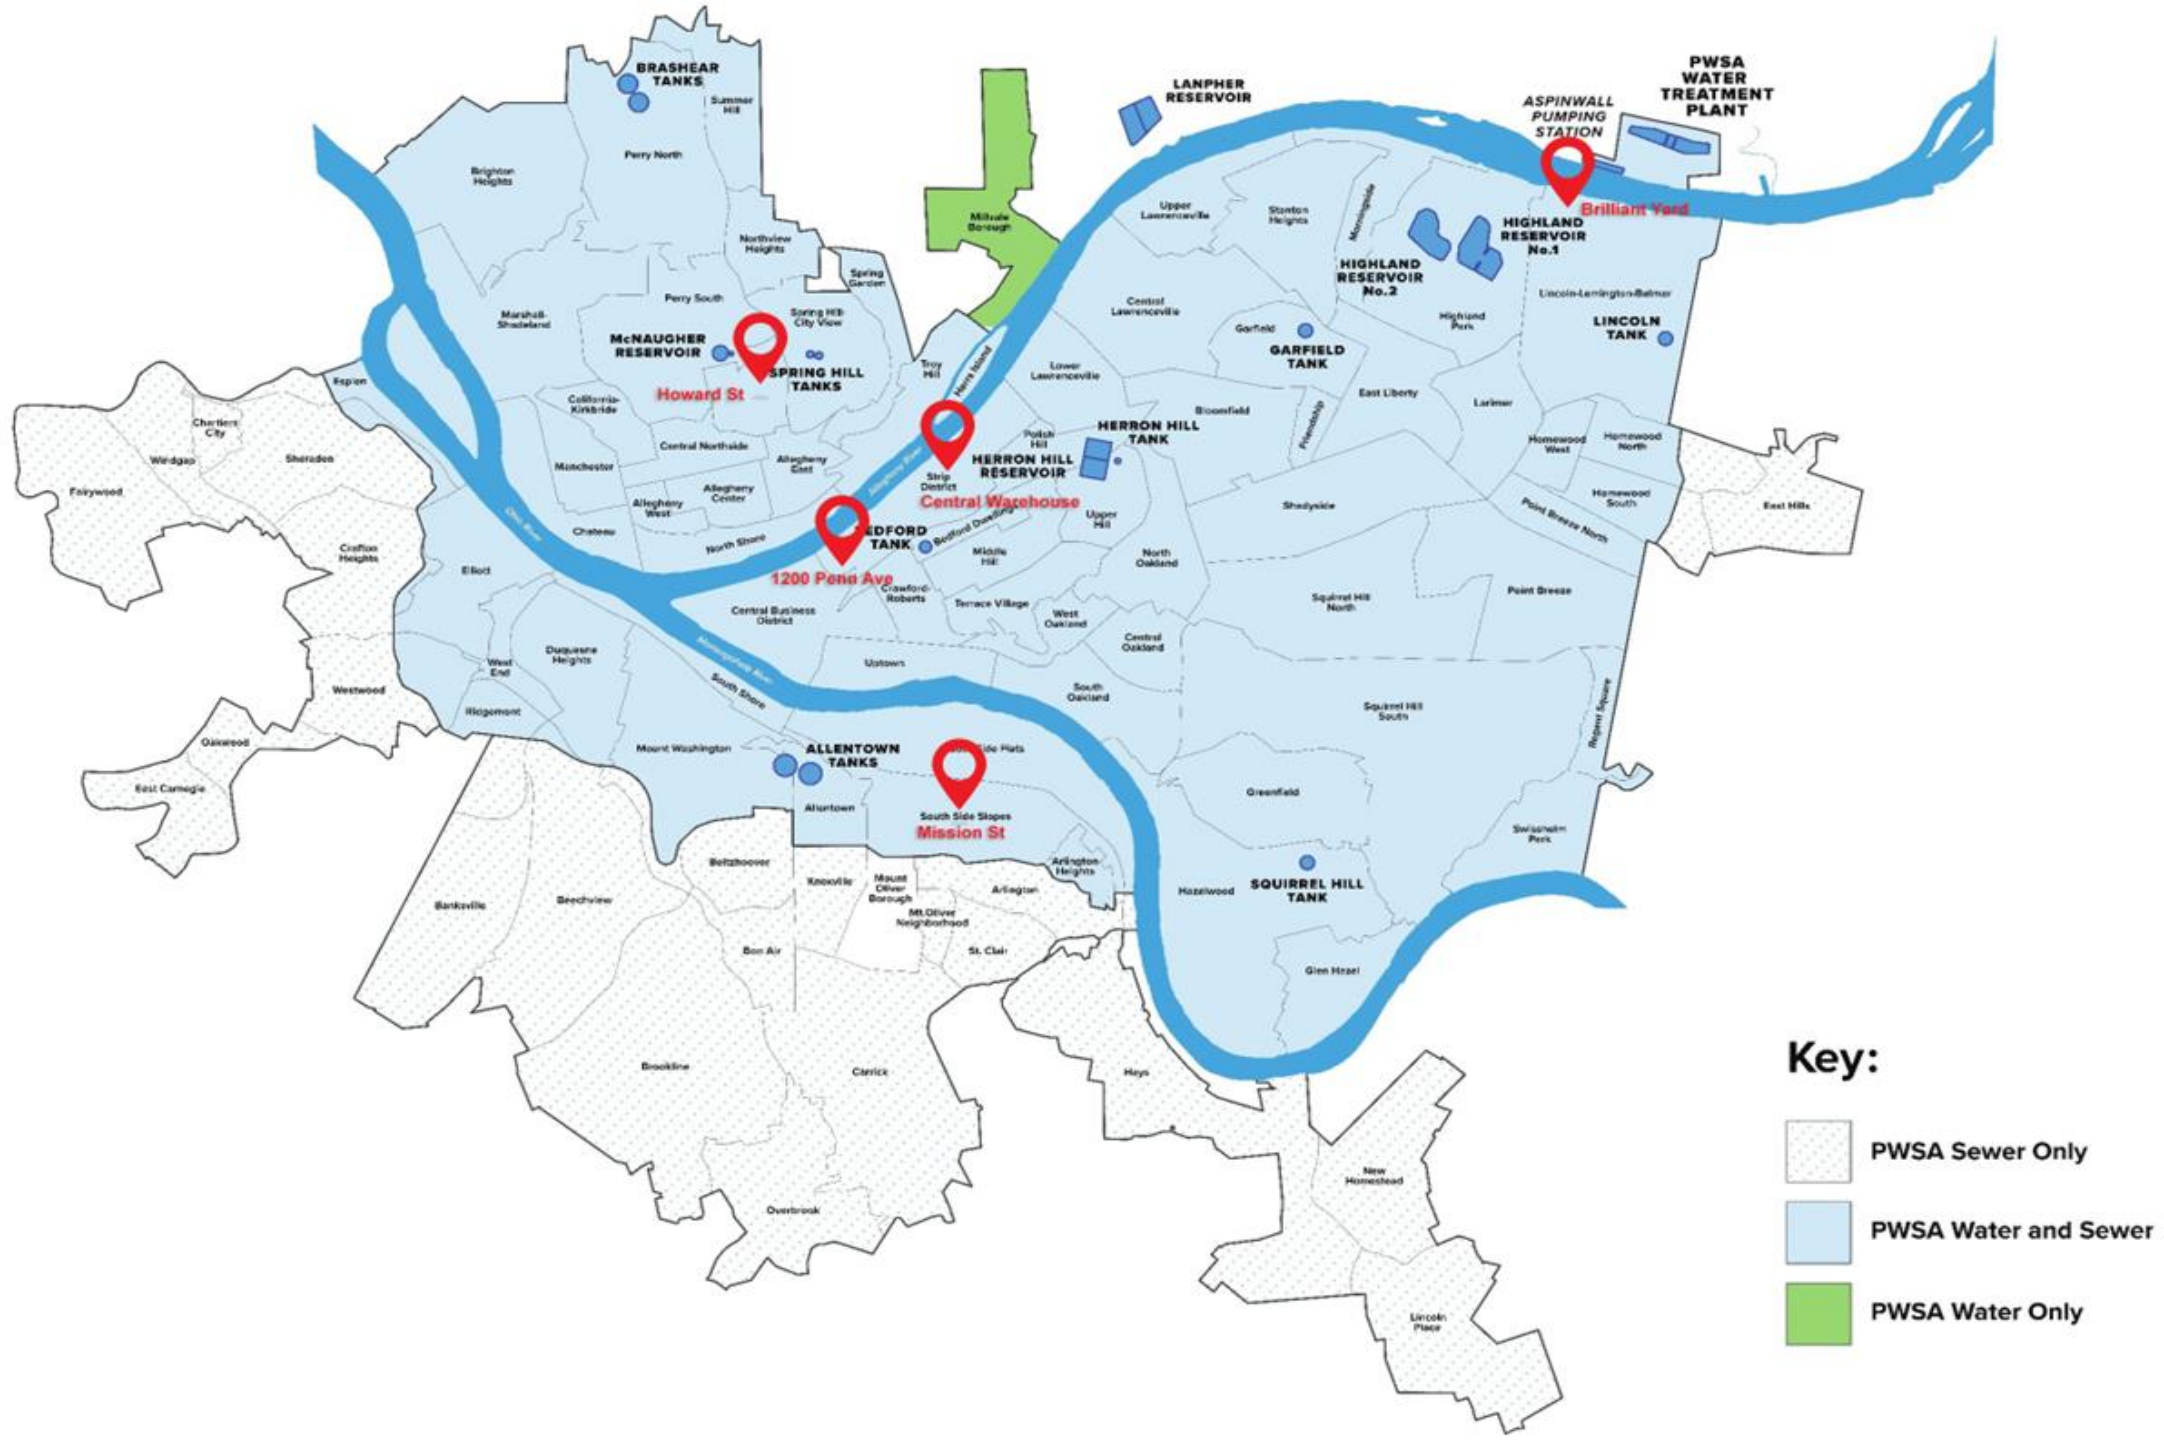 BRASHEAR
TANKS
Summer
Hill
Perry North
Brighton
Heights
Northview
Heights
Spring
Garden
Perry South
Spring Hill-
City View
Marshall-
Shadeland
McNAUGHER
RESERVOIR
SPRING HILL
TANKS
Howard St
Troy
Hill
Herrs Island
Millvale
Borough
LANPHER
RESERVOIR
ASPINWALL
PUMPING
STATION
PWSA
WATER
TREATMENT
PLANT
Brilliant Yard
HIGHLAND
RESERVOIR
No.1
HIGHLAND
RESERVOIR
No.2
Upper
Lawrenceville
Stanton
Heights
Morningside
Central
Lawrenceville
Lincoln-Lemington-Belmar
LINCOLN
TANK
Highland
Park
Garfield
GARFIELD
TANK
Lower
Lawrenceville
East Liberty
Larimer
Bloomfield
Friendship
Esplen
California-
Kirkbride
Central Northside
Manchester
Allegheny
East
Allegheny
Center
Allegheny
West
Chateau
North Shore
Allegheny River
Ohio River
Polish
Hill
HERRON HILL
TANK
HERRON HILL
RESERVOIR
Strip
District
Central Warehouse
Homewood
West
Homewood
North
Homewood
South
Point Breeze North
East Hills
Shadyside
Upper
Hill
BEDFORD
TANK
Bedford Dwellings
Middle
Hill
North
Oakland
1200 Penn Ave
Crawford-
Roberts
Terrace Village
West
Oakland
Central Business
District
Central
Oakland
Squirrel Hill
North
Point Breeze
Chartiers
City
Windgap
Sheraden
Fairywood
Crafton
Heights
Elliott
Duquesne
Heights
West
End
Westwood
Ridgemont
Oakwood
East Carnegie
Monongahela River
South Shore
Uptown
South
Oakland
Squirrel Hill
South
Regent Square
Mount Washington
ALLENTOWN
TANKS
Allentown
Side Flats
South Side Slopes
Mission St
Greenfield
Swisshelm
Park
Arlington
Heights
Beltzhoover
Knoxville
Mount
Oliver
Borough
Arlington
Mt.Oliver
Neighborhood
St. Clair
Hazelwood
SQUIRREL HILL
TANK
Banksville
Beechview
Bon Air
Glen Hazel
Brookline
Carrick
Hays
Overbrook
New
Homestead
Lincoln
Place
Key:
PWSA Sewer Only
PWSA Water and Sewer
PWSA Water Only